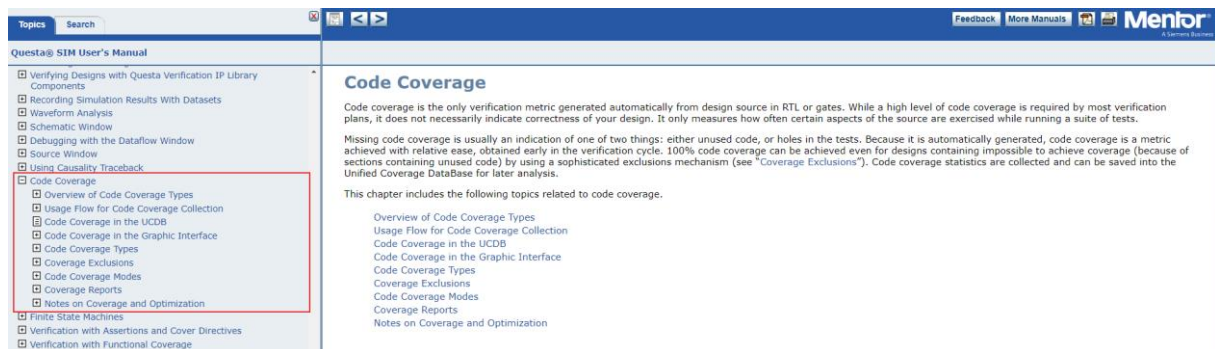 Topics Search
Feedback More Manuals Mentor®
A Siemens Business
Questa® SIM User's Manual
Verifying Designs with Questa Verification IP Library
Components
Recording Simulation Results With Datasets
Waveform Analysis
Schematic Window
Debugging with the Dataflow Window
Source Window
Using Causality Traceback
Code Coverage
Overview of Code Coverage Types
Usage Flow for Code Coverage Collection
Code Coverage in the UCDB
Code Coverage in the Graphic Interface
Code Coverage Types
Coverage Exclusions
Code Coverage Modes
Coverage Reports
Notes on Coverage and Optimization
Finite State Machines
Verification with Assertions and Cover Directives
Verification with Functional Coverage
Code Coverage
Code coverage is the only verification metric generated automatically from design source in RTL or gates. While a high level of code coverage is required by most verification
plans, it does not necessarily indicate correctness of your design. It only measures how often certain aspects of the source are exercised while running a suite of tests.
Missing code coverage is usually an indication of one of two things: either unused code, or holes in the tests. Because it is automatically generated, code coverage is a metric
achieved with relative ease, obtained early in the verification cycle. 100% code coverage can be achieved even for designs containing impossible to achieve coverage (because of
sections containing unused code) by using a sophisticated exclusions mechanism (see "Coverage Exclusions"). Code coverage statistics are collected and can be saved into the
Unified Coverage DataBase for later analysis.
This chapter includes the following topics related to code coverage.
Overview of Code Coverage Types
Usage Flow for Code Coverage Collection
Code Coverage in the UCDB
Code Coverage in the Graphic Interface
Code Coverage Types
Coverage Exclusions
Code Coverage Modes
Coverage Reports
Notes on Coverage and Optimization